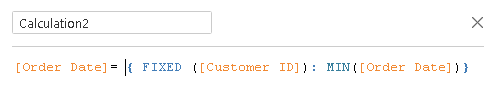 Calculation2
[Order Date]= { FIXED ([Customer ID]): MIN([Order Date])}